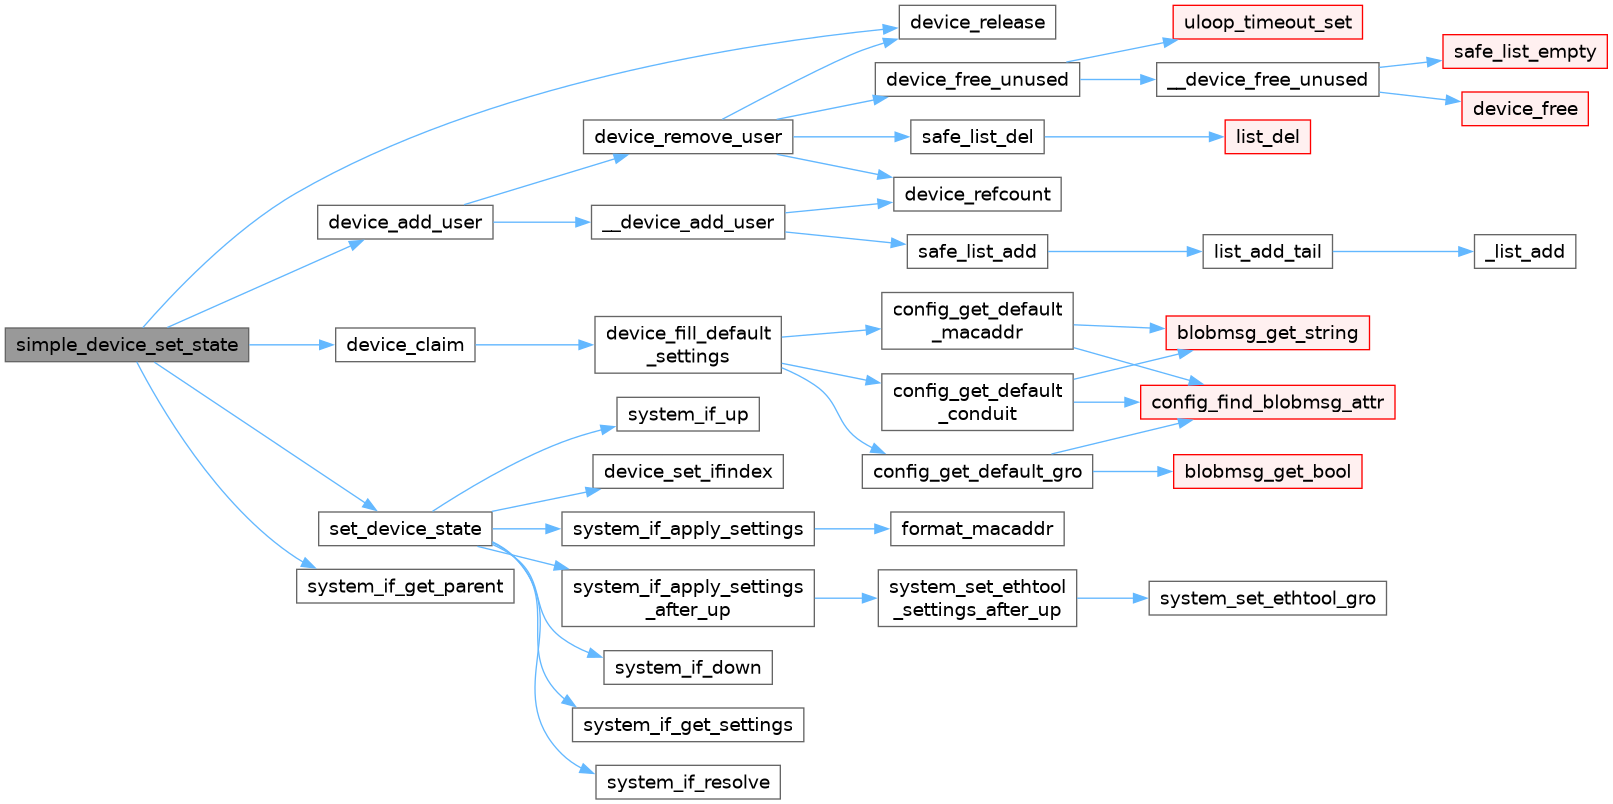 device_release
uloop_timeout_set
safe_list_empty
device_free_unused
__device_free_unused
device_free
device_remove_user
safe_list_del
list_del
device_refcount
device_add_user
__device_add_user
safe_list_add
list_add_tail
_list_add
simple_device_set_state
device_claim
device_fill_default
_settings
config_get_default
_macaddr
blobmsg_get_string
config_get_default
_conduit
config_find_blobmsg_attr
config_get_default_gro
blobmsg_get_bool
system_if_up
device_set_ifindex
set_device_state
system_if_apply_settings
format_macaddr
system_if_get_parent
system_if_apply_settings
_after_up
system_set_ethtool
_settings_after_up
system_set_ethtool_gro
system_if_down
system_if_get_settings
system_if_resolve